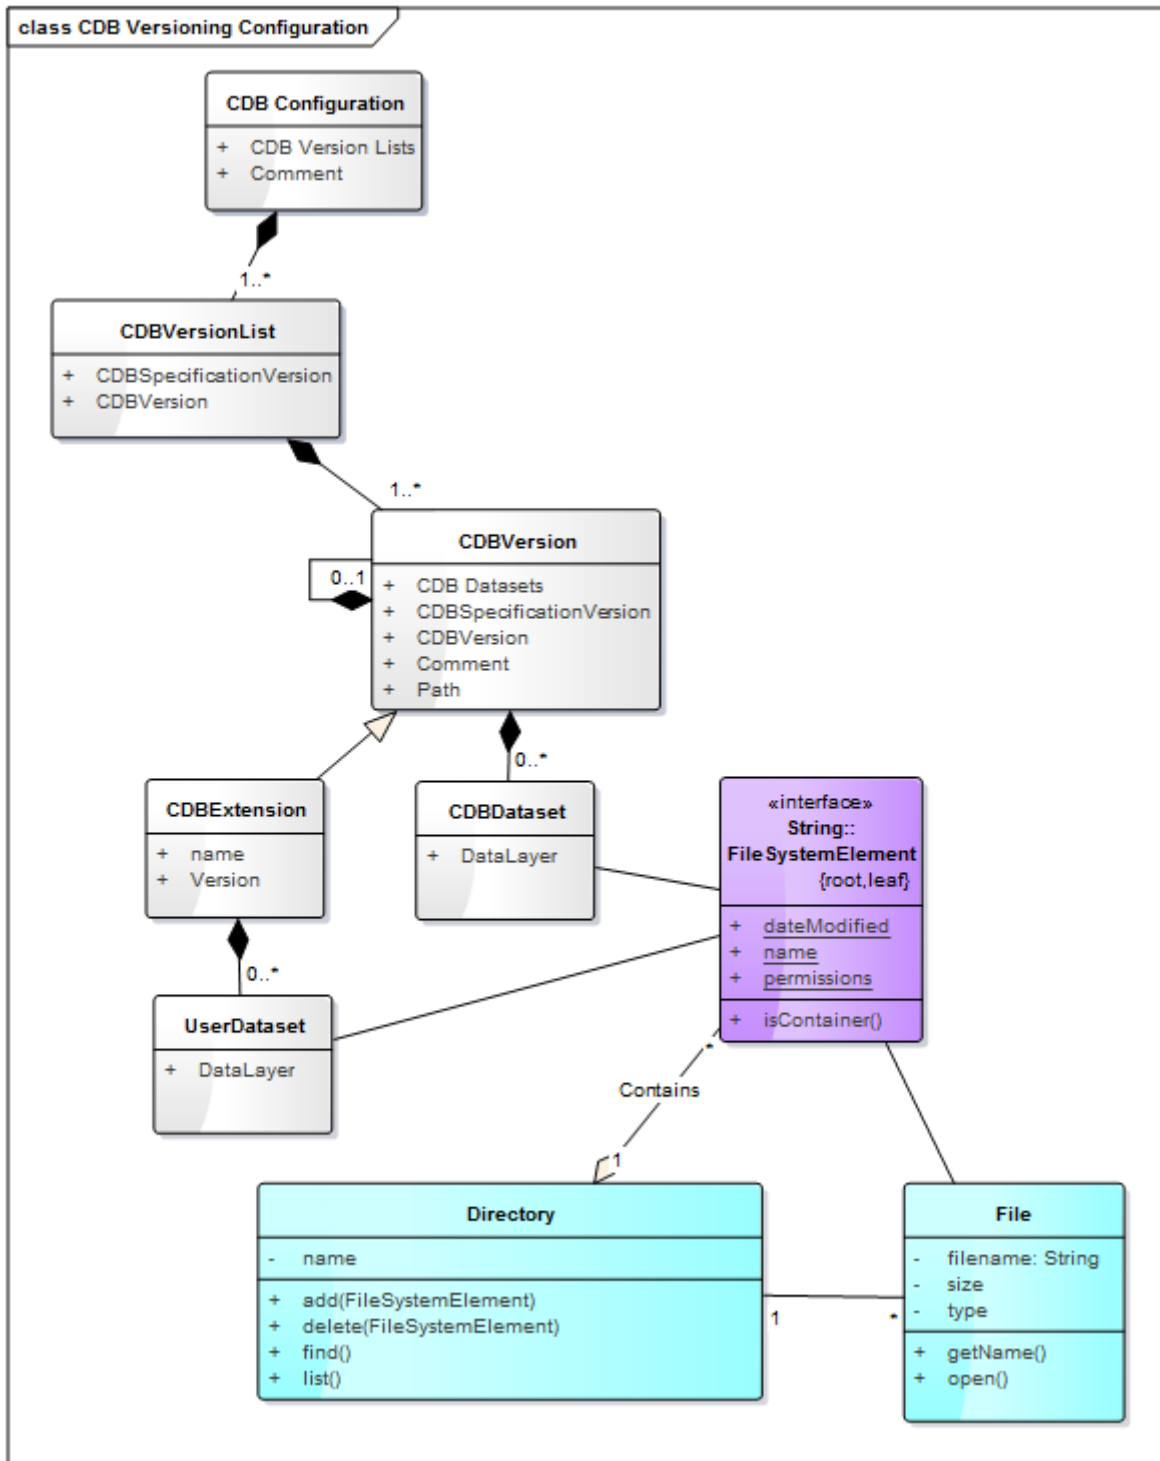 class CDB Versioning Configuration
CDB Configuration
+ CDB Version Lists
+ Comment
1..*
CDBVersionList
+ CDBSpecificationVersion
+ CDBVersion
1..*
CDBVersion
0..1
+ CDB Datasets
+ CDBSpecificationVersion
+ CDBVersion
+ Comment
+ Path
0..*
CDBExtension
+ name
+ Version
CDBDataset
+ DataLayer
«interface»
String::
FileSystemElement
{root,leaf}
+ dateModified
+ name
+ permissions
+ isContainer()
0..*
UserDataset
+ DataLayer
*
Contains
1
Directory
- name
+ add(FileSystemElement)
+ delete(FileSystemElement)
+ find()
+ list()
1
*
File
- filename: String
- size
- type
+ getName()
+ open()